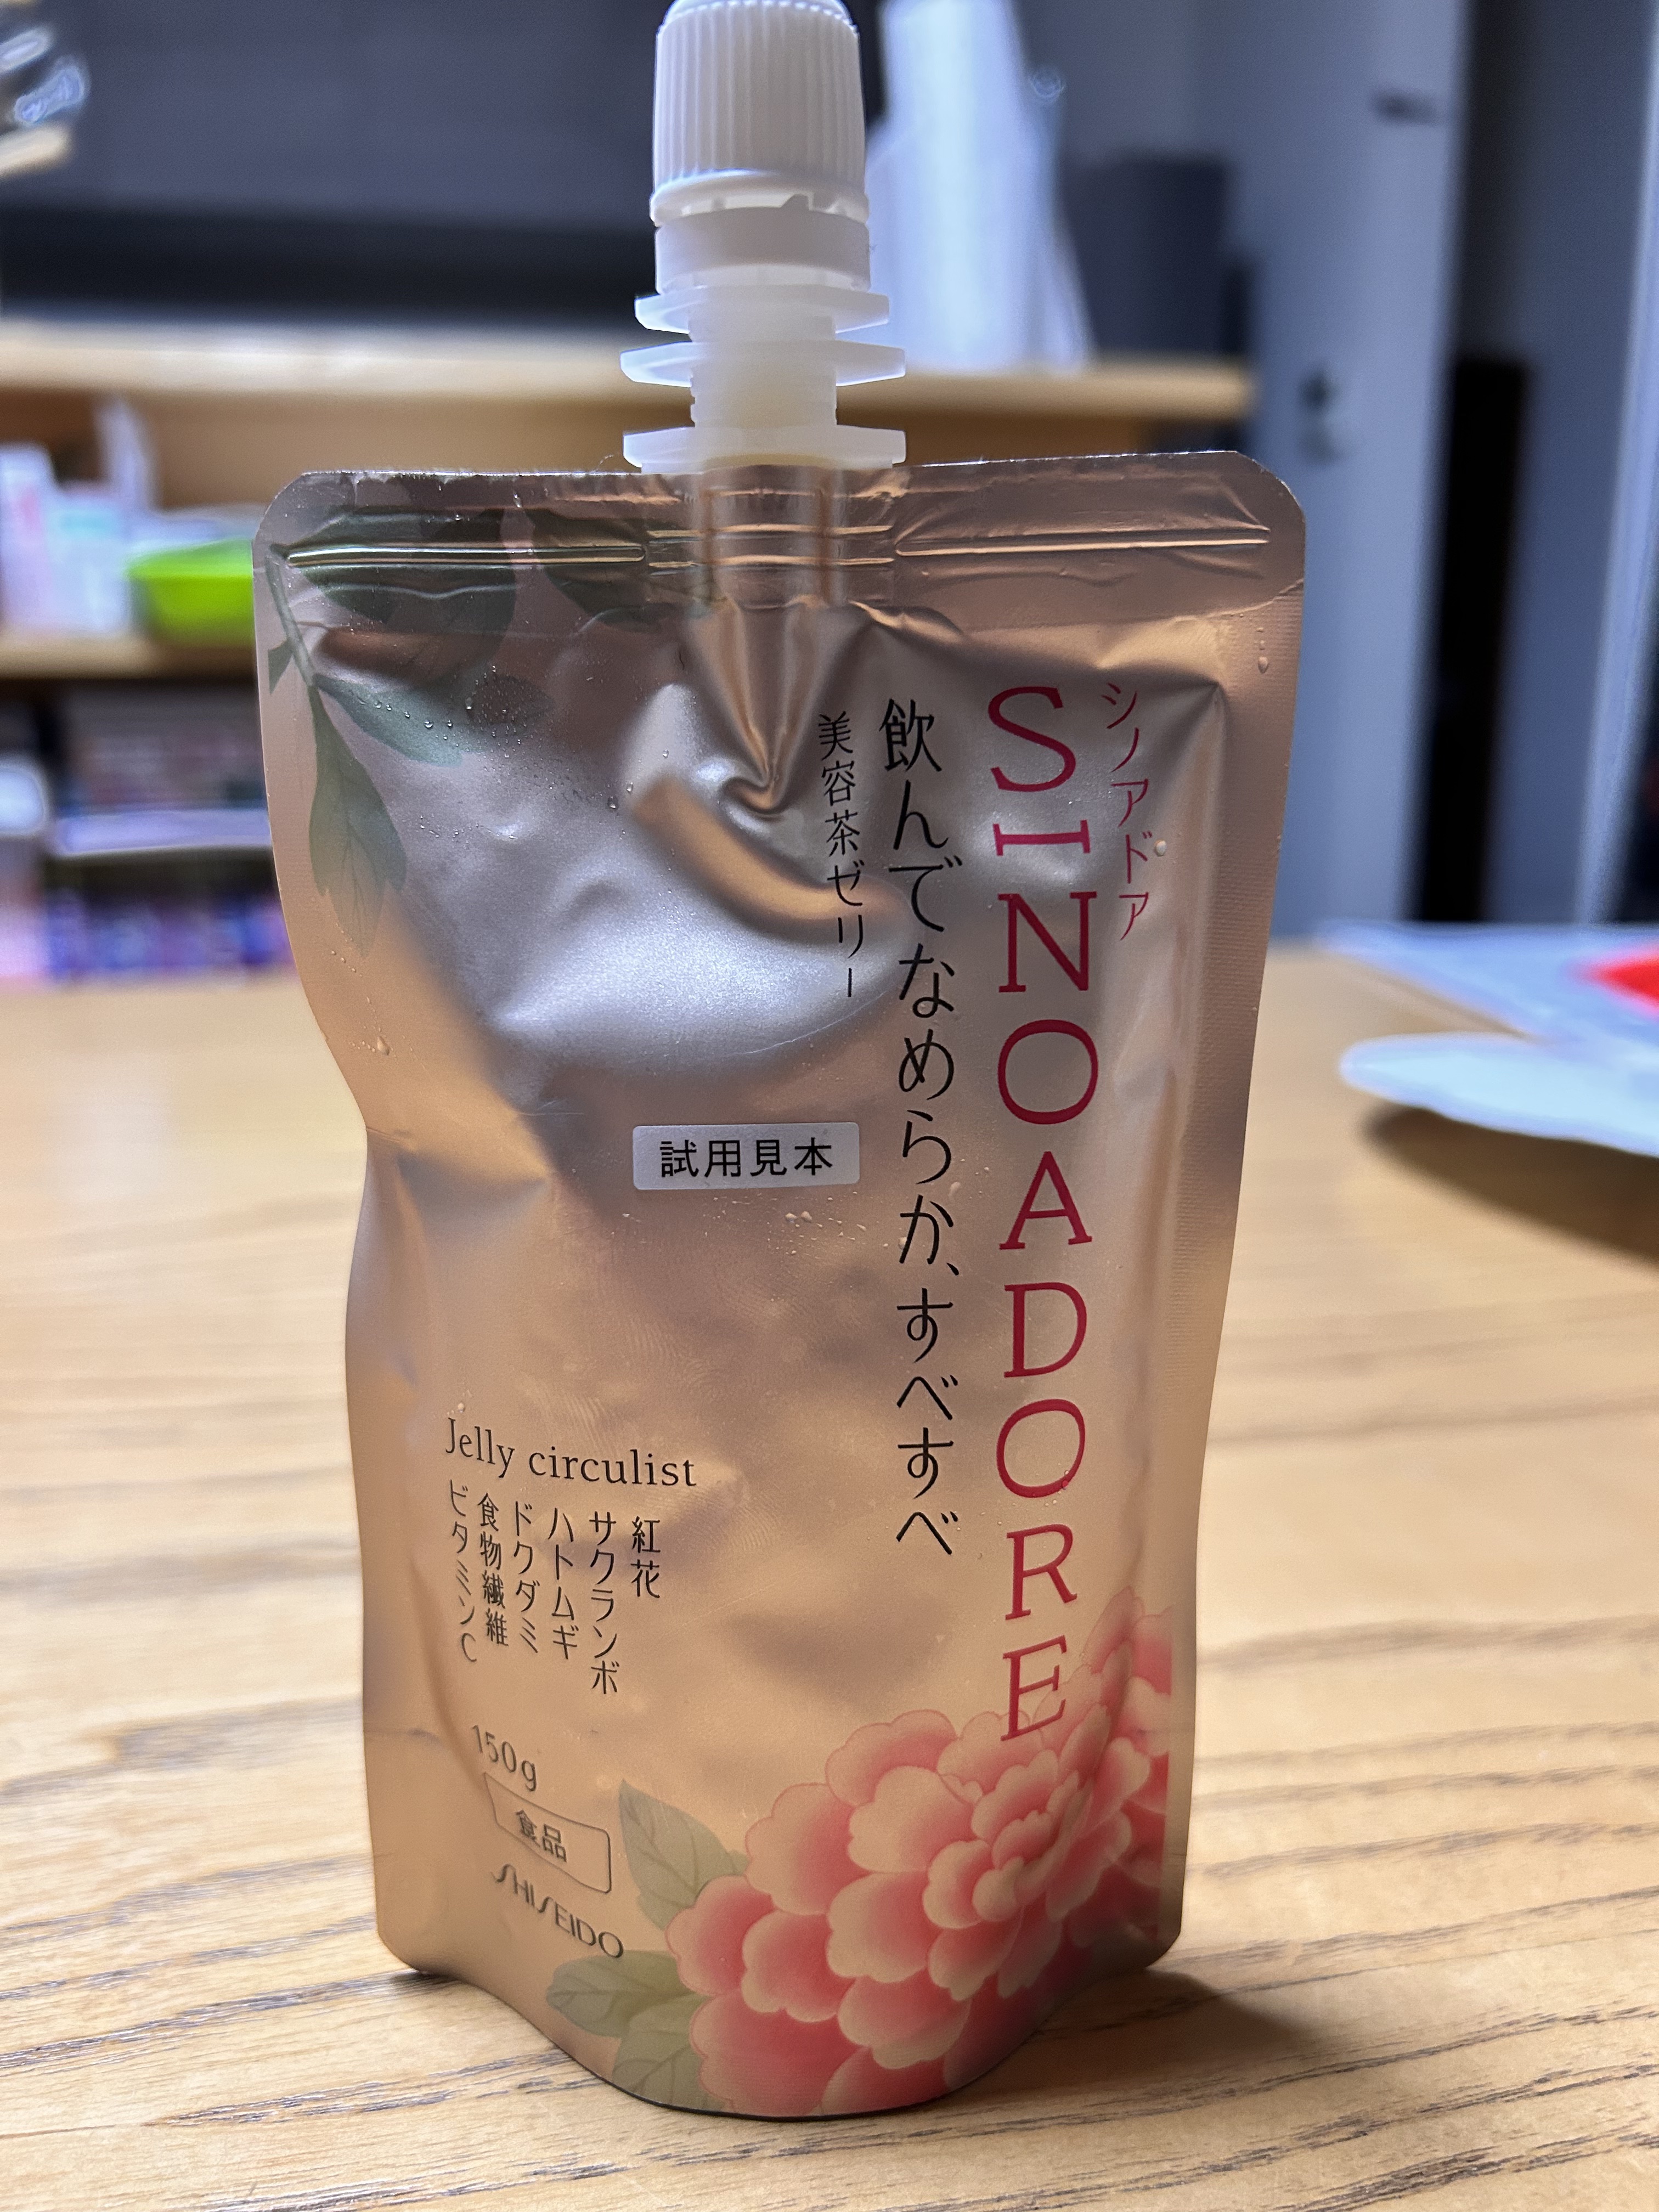 シノアドア
SINOADORE
飲んでなめらか、すべすべ
美容茶ゼリー
試用見本
Jelly circulist
紅花
サクランボ
ハトムギ
ドクダミ
食物繊維
ビタミンC
150g
食品
SHISEIDO